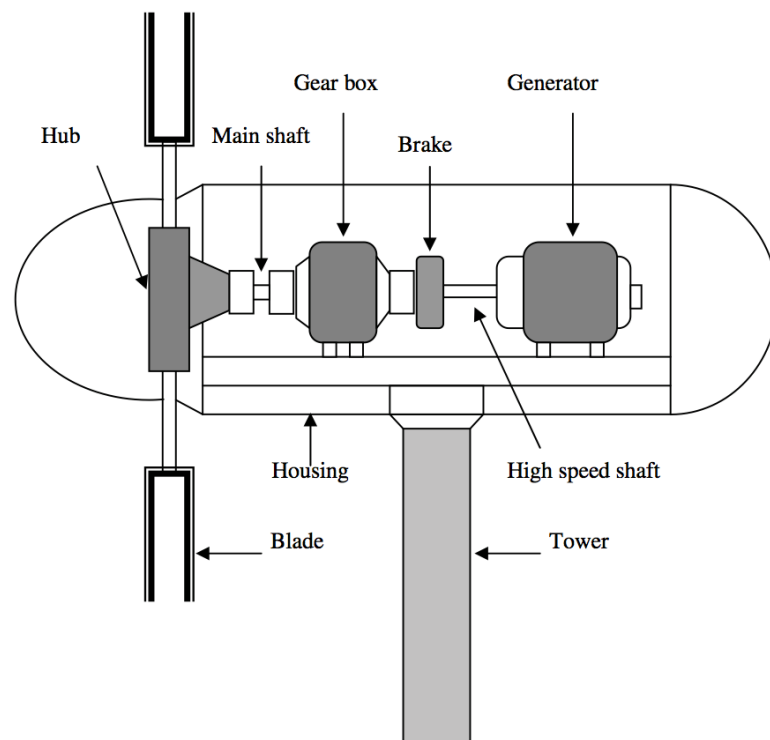 Gear box
Generator
Hub
Main shaft
Brake
Housing
High speed shaft
Blade
Tower